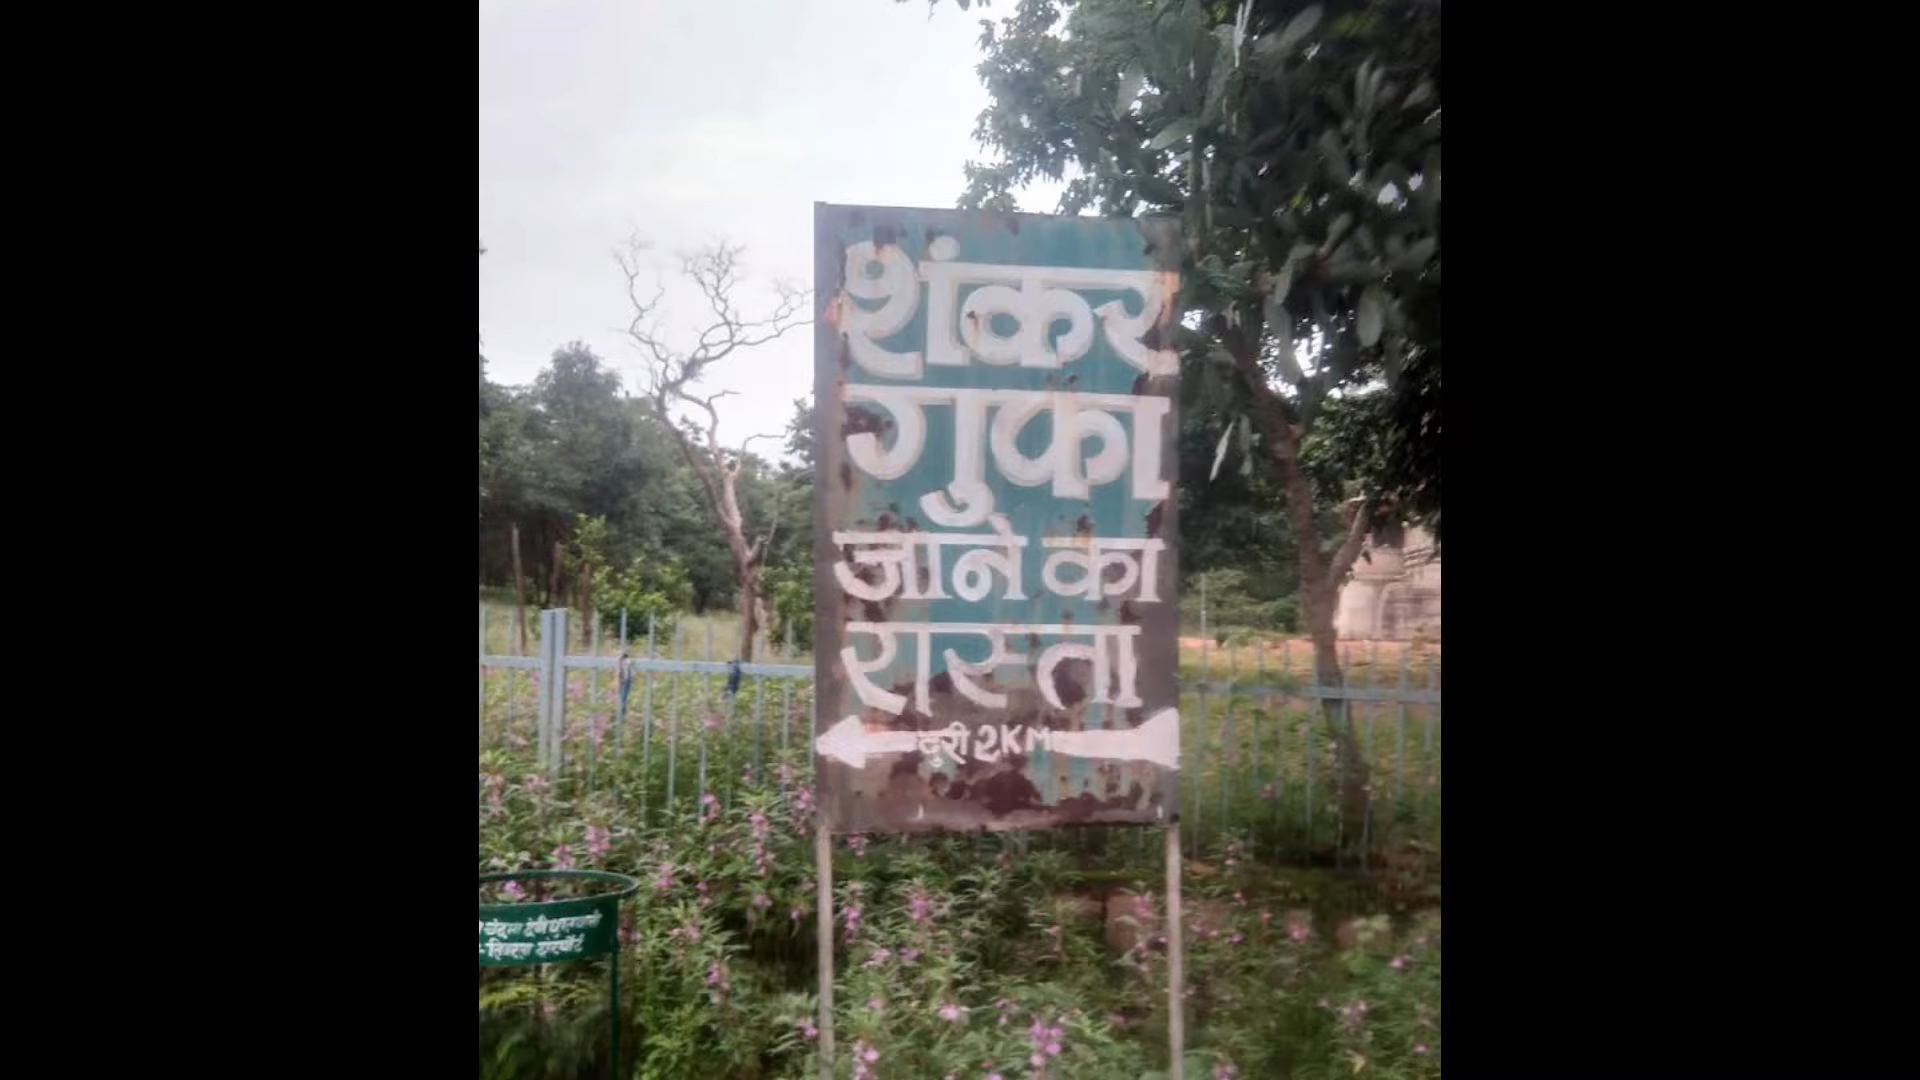 शंकर
गुफा
जाने का
रास्ता
दुरी 2KM